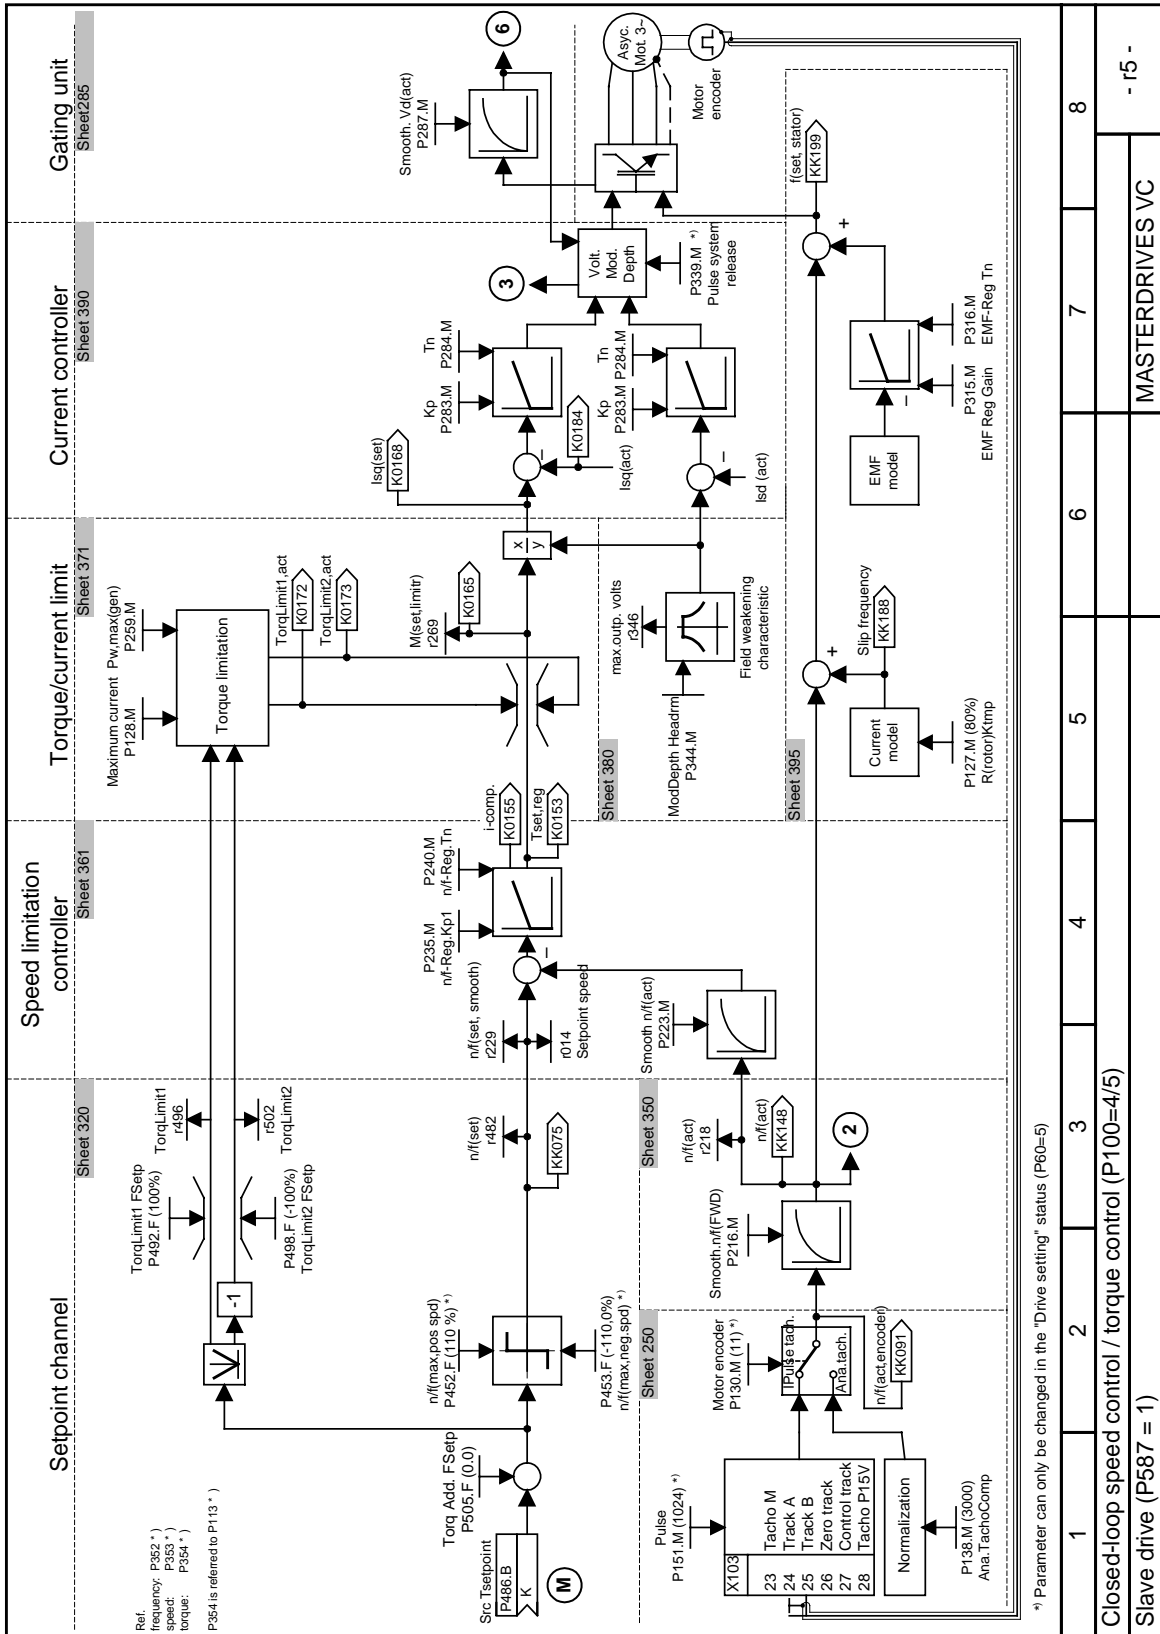 Setpoint channel
Speed limitation
controller
Torque/current limit
Current controller
Gating unit
Sheet 320
Sheet 361
Sheet 371
Sheet 390
Sheet285
Ref.
frequency: P352 * )
speed: P353 * )
torque: P354 * )
P354 is referred to P113 * )
TorqLimit1 FSetp
P492.F (100%)
TorqLimit1
r496
-1
P498.F (-100%)
TorqLimit2 FSetp
r502
TorqLimit2
Maximum current
P128.M
Pw,max(gen)
P259.M
Torque limitation
TorqLimit1,act
K0172
TorqLimit2,act
K0173
Smooth. Vd(act)
P287.M
6
Src Tsetpoint
P486.B
K
M
Torq Add. FSetp
P505.F (0.0)
n/f(max,pos spd)
P452.F (110 %) *)
P453.F (-110,0%)
n/f(max,neg.spd) *)
n/f(set)
r482
KK075
n/f(set, smooth)
r229
r014
Setpoint speed
–
P235.M
n/f-Reg.Kp1
P240.M
n/f-Reg.Tn
i-comp.
K0155
Tset,reg
K0153
M(set,limitr)
r269
K0165
x
y
Isq(set)
K0168
–
K0184
Isq(act)
Kp
P283.M
Tn
P284.M
3
Volt.
Mod.
Depth
P339.M *)
Pulse system
release
Asyc.
Mot. 3~
Motor
encoder
Sheet 380
ModDepth Headrm
P344.M
max.outp. volts
r346
Field weakening
characteristic
–
Isd (act)
Kp
P283.M
Tn
P284.M
Sheet 250
Sheet 350
Sheet 395
Pulse
P151.M (1024) *)
X103
23 Tacho M
24 Track A
25 Track B
26 Zero track
27 Control track
28 Tacho P15V
Normalization
P138.M (3000)
Ana.TachoComp
Motor encoder
P130.M (11) *)
IPulse tach.
Ana.tach.
n/f(act,encoder)
KK091
Smooth.n/f(FWD)
P216.M
n/f(act)
r218
n/f(act)
KK148
2
Smooth n/f(act)
P223.M
Current
model
P127.M (80%)
R(rotor)Ktmp
Slip frequency
KK188
+
EMF
model
–
P315.M
EMF Reg Gain
P316.M
EMF-Reg Tn
+
f(set, stator)
KK199
*) Parameter can only be changed in the "Drive setting" status (P60=5)
1 2 3 4 5 6 7 8
Closed-loop speed control / torque control (P100=4/5)
Slave drive (P587 = 1)
MASTERDRIVES VC
- r5 -